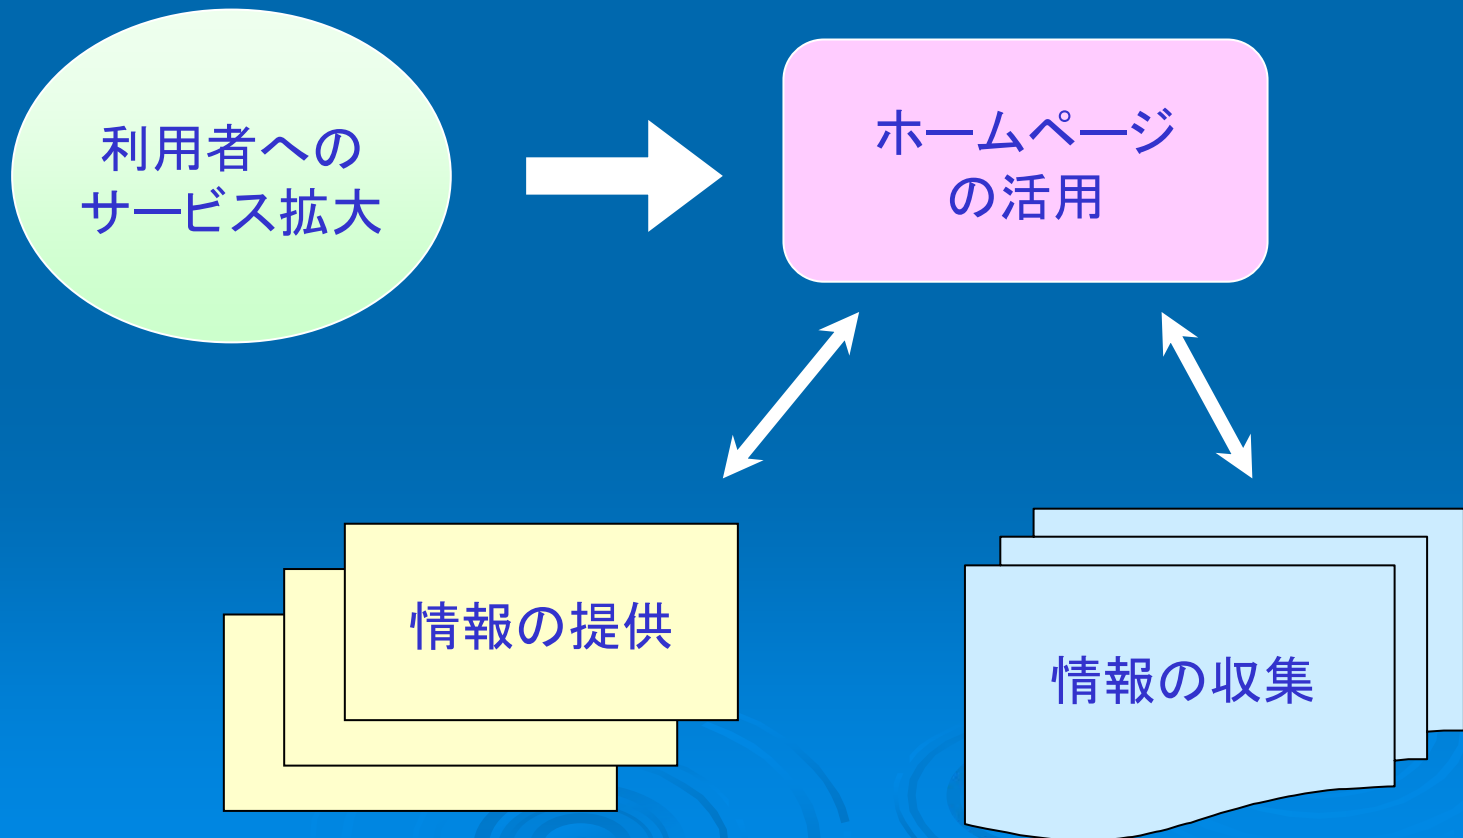 利用者への
サービス拡大
ホームページ
の活用
情報の提供
情報の収集